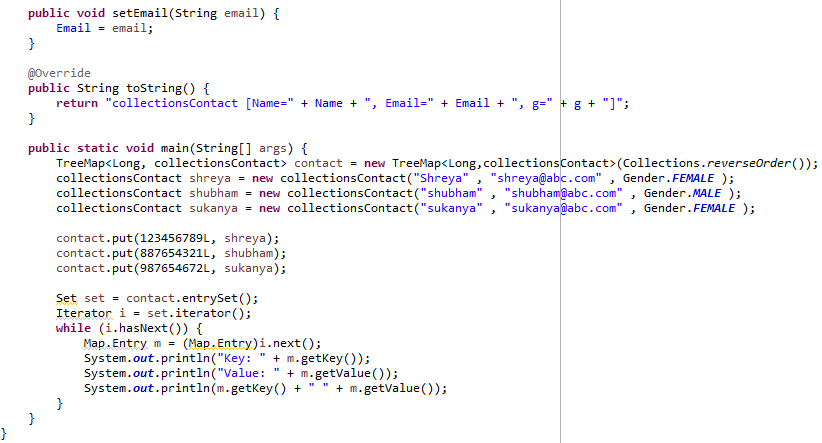 public void setEmail(String email) {
Email = email;
}
@Override
public String toString() {
return "collectionsContact [Name=" + Name + ", Email=" + Email + ", g=" + g + "]";
}
public static void main(String[] args) {
TreeMap<Long, collectionsContact> contact = new TreeMap<Long,collectionsContact>(Collections.reverseOrder());
collectionsContact shreya = new collectionsContact("Shreya" , "shreya@abc.com" , Gender.FEMALE );
collectionsContact shubham = new collectionsContact("shubham" , "shubham@abc.com" , Gender.MALE );
collectionsContact sukanya = new collectionsContact("sukanya" , "sukanya@abc.com" , Gender.FEMALE );
contact.put(123456789L, shreya);
contact.put(887654321L, shubham);
contact.put(987654672L, sukanya);
Set set = contact.entrySet();
Iterator i = set.iterator();
while (i.hasNext()) {
Map.Entry m = (Map.Entry)i.next();
System.out.println("Key: " + m.getKey());
System.out.println("Value: " + m.getValue());
System.out.println(m.getKey() + " " + m.getValue());
}
}
}